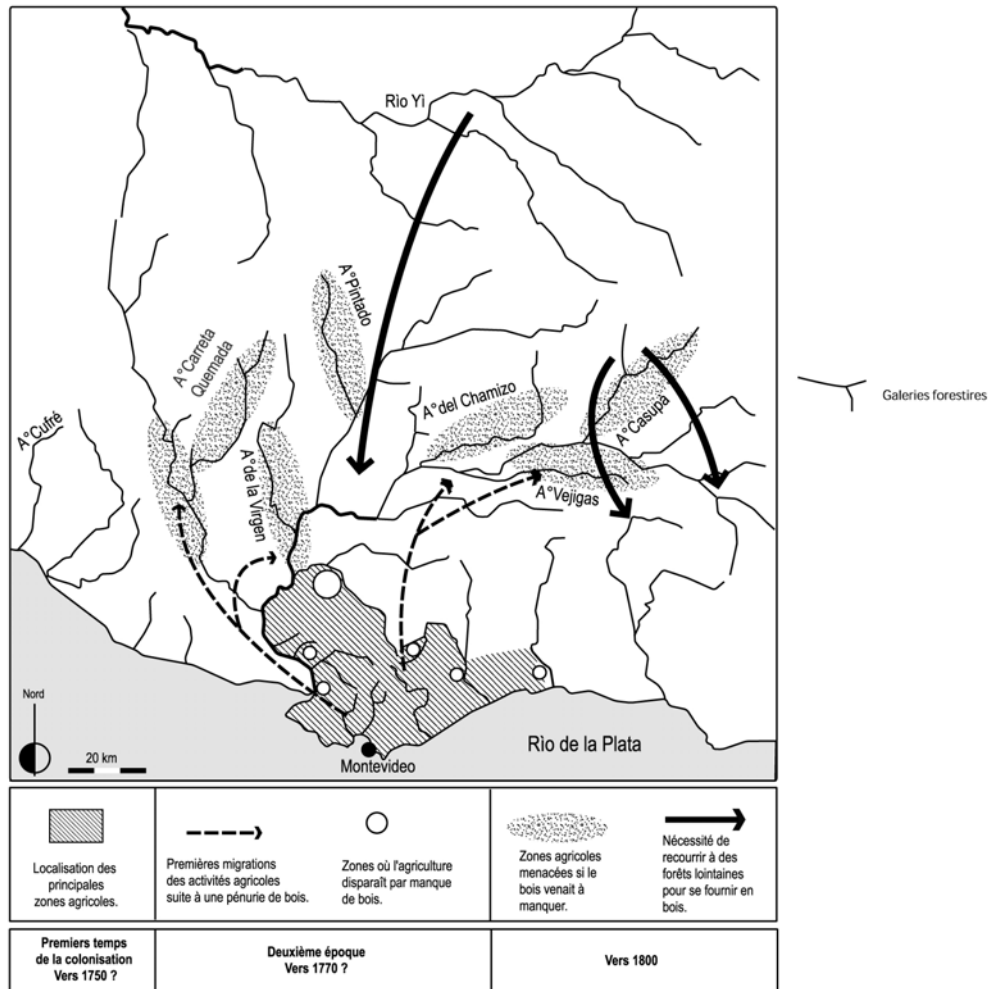 Rìo Yì
A°Pintado
A°Carreta
Quemada
A°del Chamizo
A°Casupa
A°Cufré
A°de la Virgen
A°Vejigas
Galeries forestires
Nord
20 km
Montevideo
Rìo de la Plata
Localisation des
principales
zones agricoles.
Premières migrations
des activités agricoles
suite à une pénurie de bois.
Zones où l'agriculture
disparaît par manque
de bois.
Zones agricoles
menacées si le
bois venait à
manquer.
Nécessité de
recourir à des
forêts lointaines
pour se fournir en
bois.
Premiers temps
de la colonisation
Vers 1750 ?
Deuxième époque
Vers 1770 ?
Vers 1800